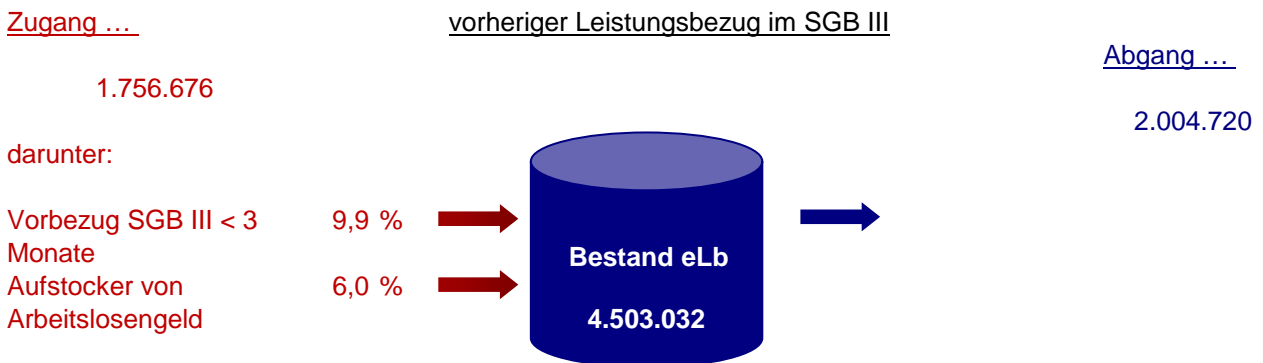 Zugang …
vorheriger Leistungsbezug im SGB III
Abgang …
1.756.676
2.004.720
darunter:
Vorbezug SGB III < 3 9,9 %
Monate
Aufstocker von 6,0 %
Arbeitslosengeld
Bestand eLb
4.503.032